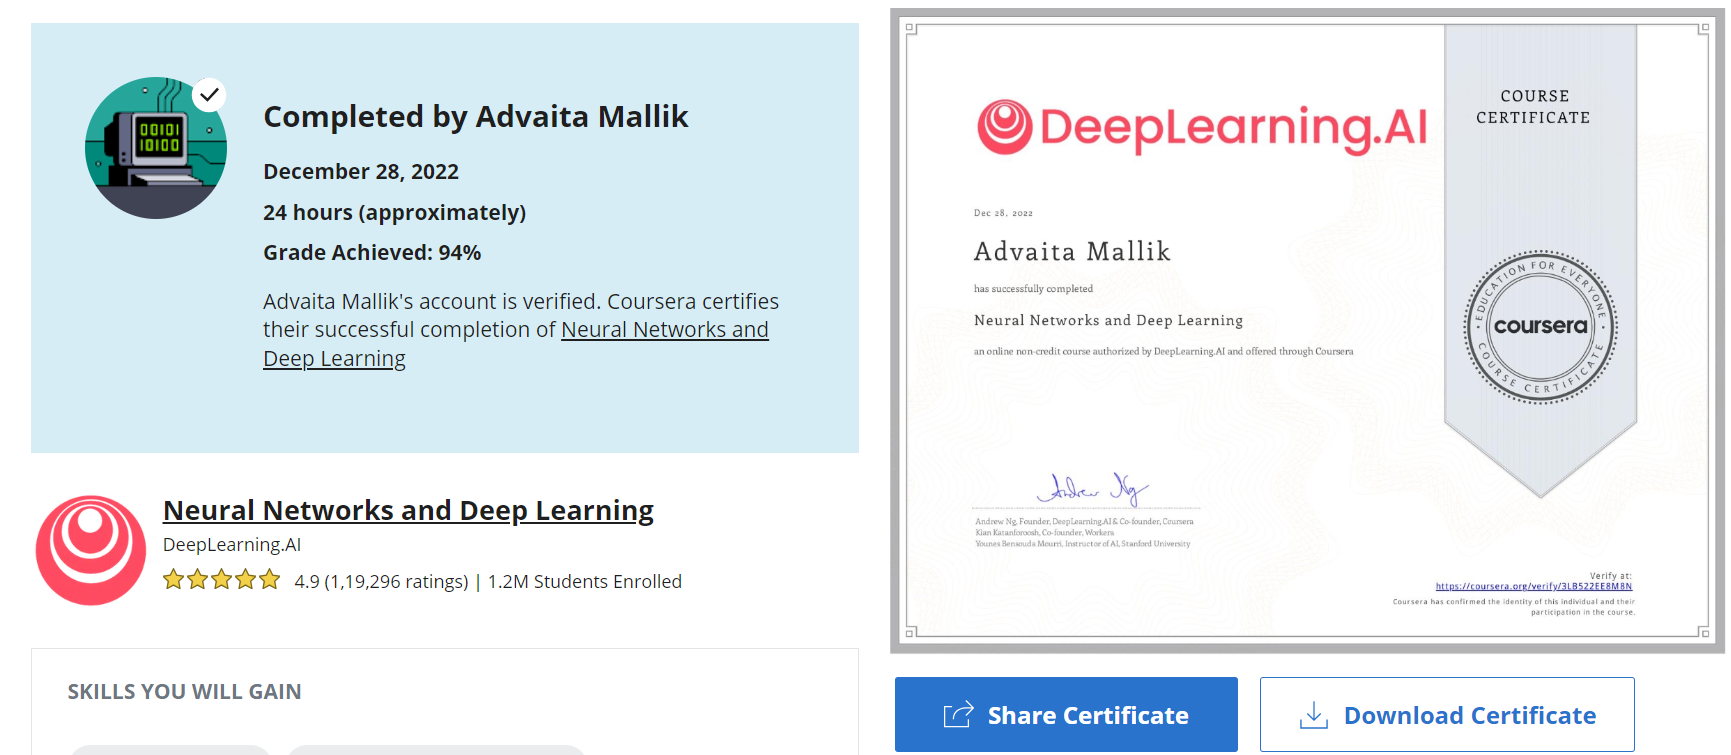 00101
10100
Completed by Advaita Mallik
December 28, 2022
24 hours (approximately)
Grade Achieved: 94%
Advaita Mallik's account is verified. Coursera certifies
their successful completion of Neural Networks and
Deep Learning
Neural Networks and Deep Learning
DeepLearning.AI
4.9 (1,19,296 ratings) | 1.2M Students Enrolled
SKILLS YOU WILL GAIN
DeepLearning.AI
COURSE
CERTIFICATE
Dec 28, 2022
Advaita Mallik
has successfully completed
Neural Networks and Deep Learning
an online non-credit course authorized by DeepLearning.AI and offered through Coursera
EDUCATION FOR EVERYONE
coursera
COURSE CERTIFICATE
Andrew Ng
Andrew Ng, Founder, DeepLearning.AI & Co-founder, Coursera
Kian Katanforoosh, Co-founder, Workera
Younes Bensouda Mourri, Instructor of AI, Stanford University
Verify at:
https://coursera.org/verify/3LB522EE8M8N
Coursera has confirmed the identity of this individual and their
participation in the course.
Share Certificate
Download Certificate